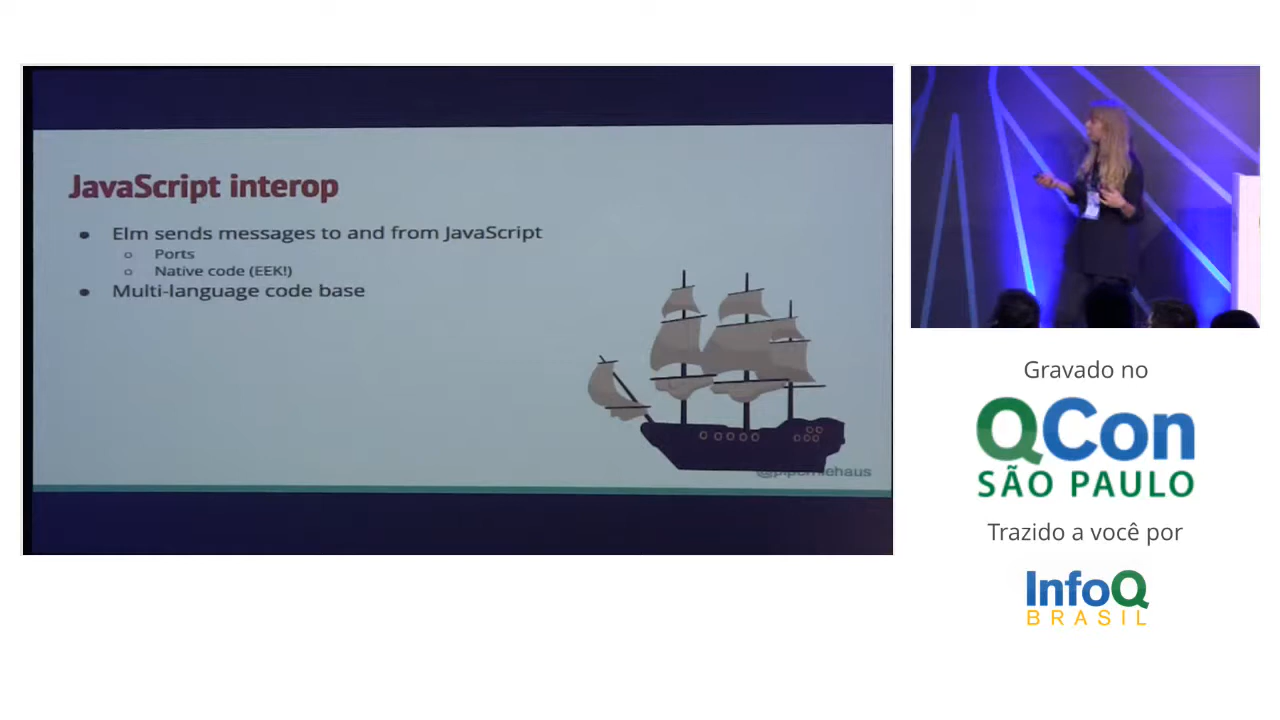 JavaScript interop
Elm sends messages to and from JavaScript
Ports
Native code (EEK!)
Multi-language code base
Gravado no
QCon
SÃO PAULO
Trazido a você por
InfoQ
BRASIL